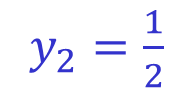 y₂ = 1/2